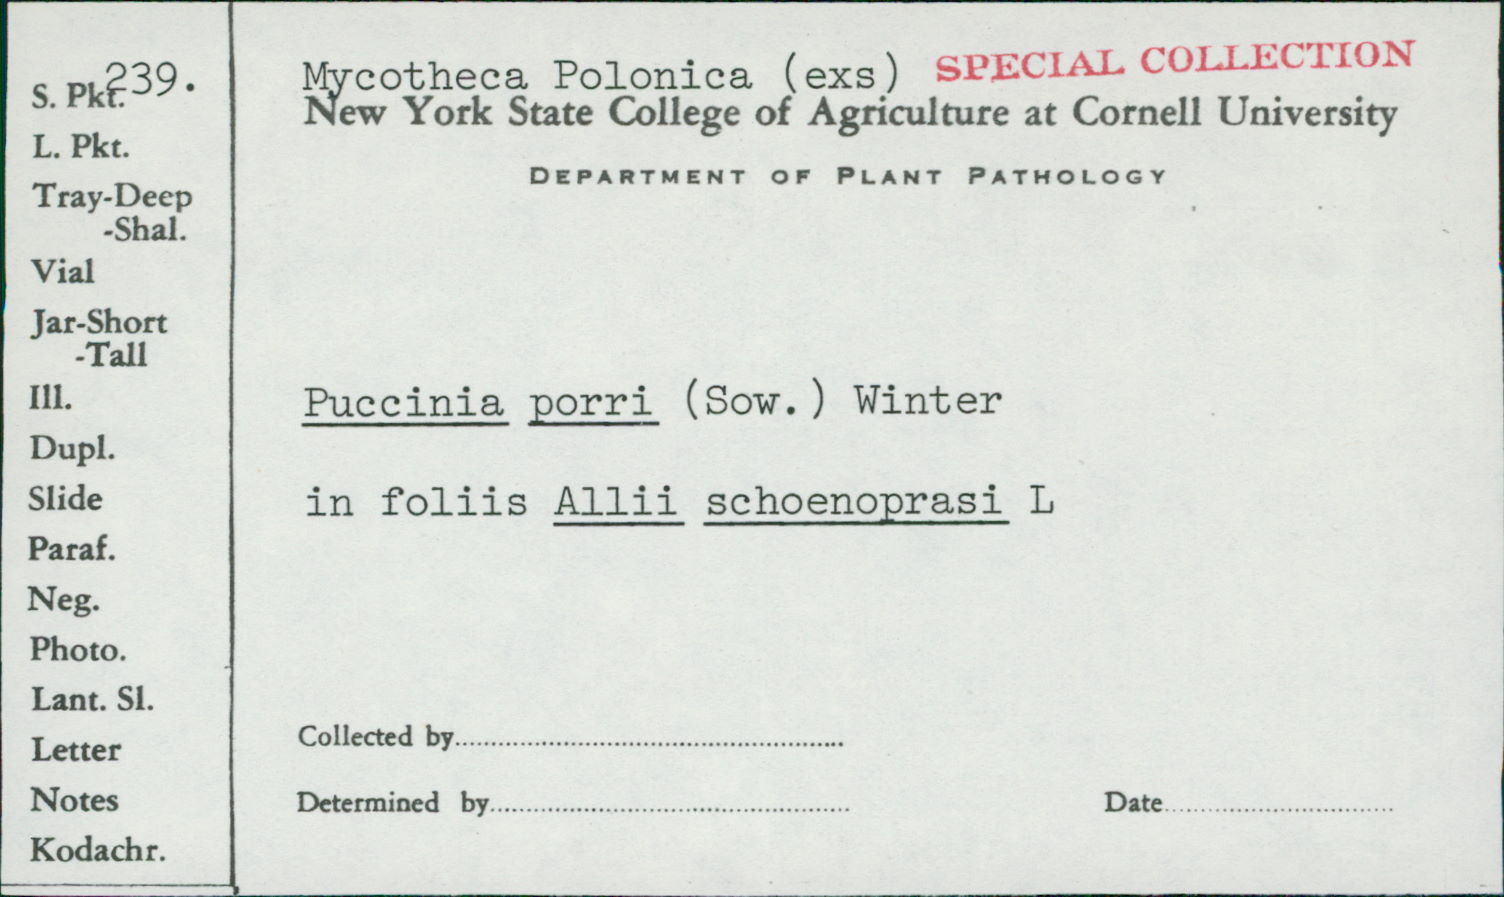 239.
S. Pkt.
L. Pkt.
Tray-Deep
-Shal.
Vial
Jar-Short
-Tall
Ill.
Dupl.
Slide
Paraf.
Neg.
Photo.
Lant. Sl.
Letter
Notes
Kodachr.
Mycotheca Polonica (exs) SPECIAL COLLECTION
New York State College of Agriculture at Cornell University
DEPARTMENT OF PLANT PATHOLOGY
Puccinia porri (Sow.) Winter
in foliis Allii schoenoprasi L
Collected by
Determined by Date